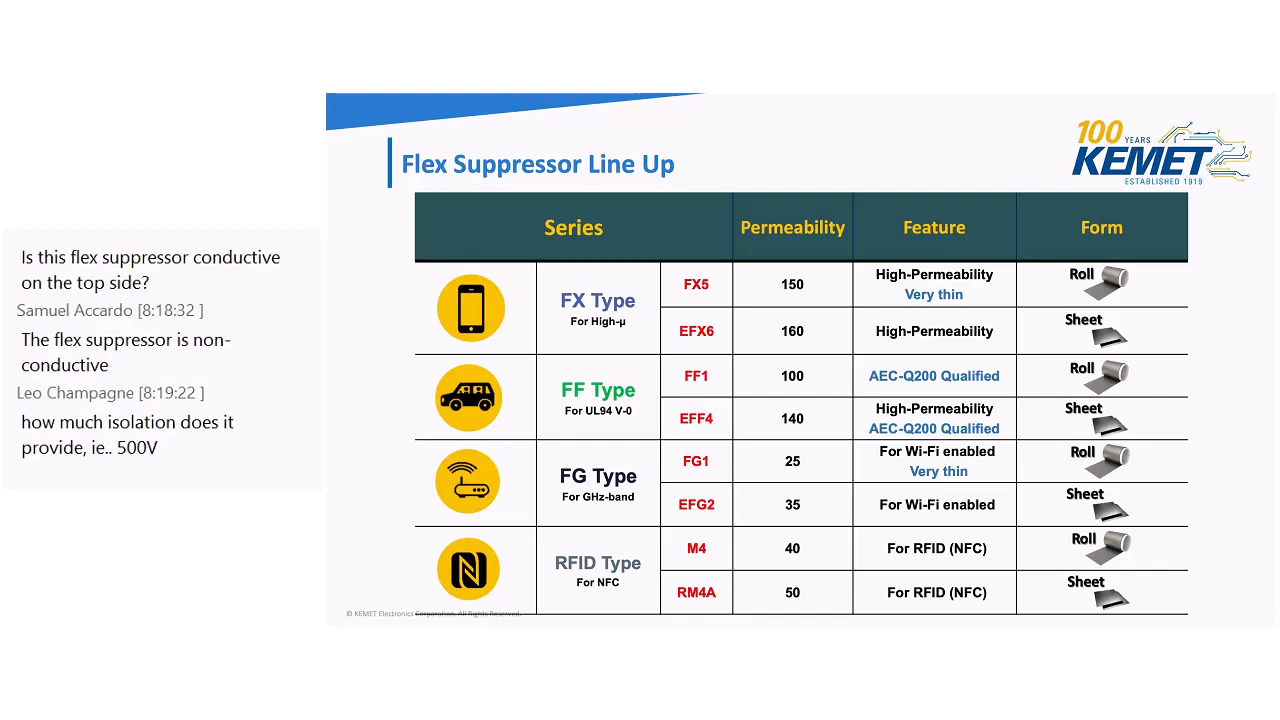 Is this flex suppressor conductive
on the top side?
Samuel Accardo [8:18:32 ]
The flex suppressor is non-
conductive
Leo Champagne [8:19:22 ]
how much isolation does it
provide, ie.. 500V
100 YEARS
KEMET
ESTABLISHED 1919
Flex Suppressor Line Up
Series Permeability Feature Form
FX Type
For High-μ
FX5 150 High-Permeability
Very thin
Roll
EFX6 160 High-Permeability Sheet
FF Type
For UL94 V-0
FF1 100 AEC-Q200 Qualified Roll
EFF4 140 High-Permeability
AEC-Q200 Qualified
Sheet
FG Type
For GHz-band
FG1 25 For Wi-Fi enabled
Very thin
Roll
EFG2 35 For Wi-Fi enabled Sheet
RFID Type
For NFC
M4 40 For RFID (NFC) Roll
RM4A 50 For RFID (NFC) Sheet
© KEMET Electronics Corporation. All Rights Reserved.